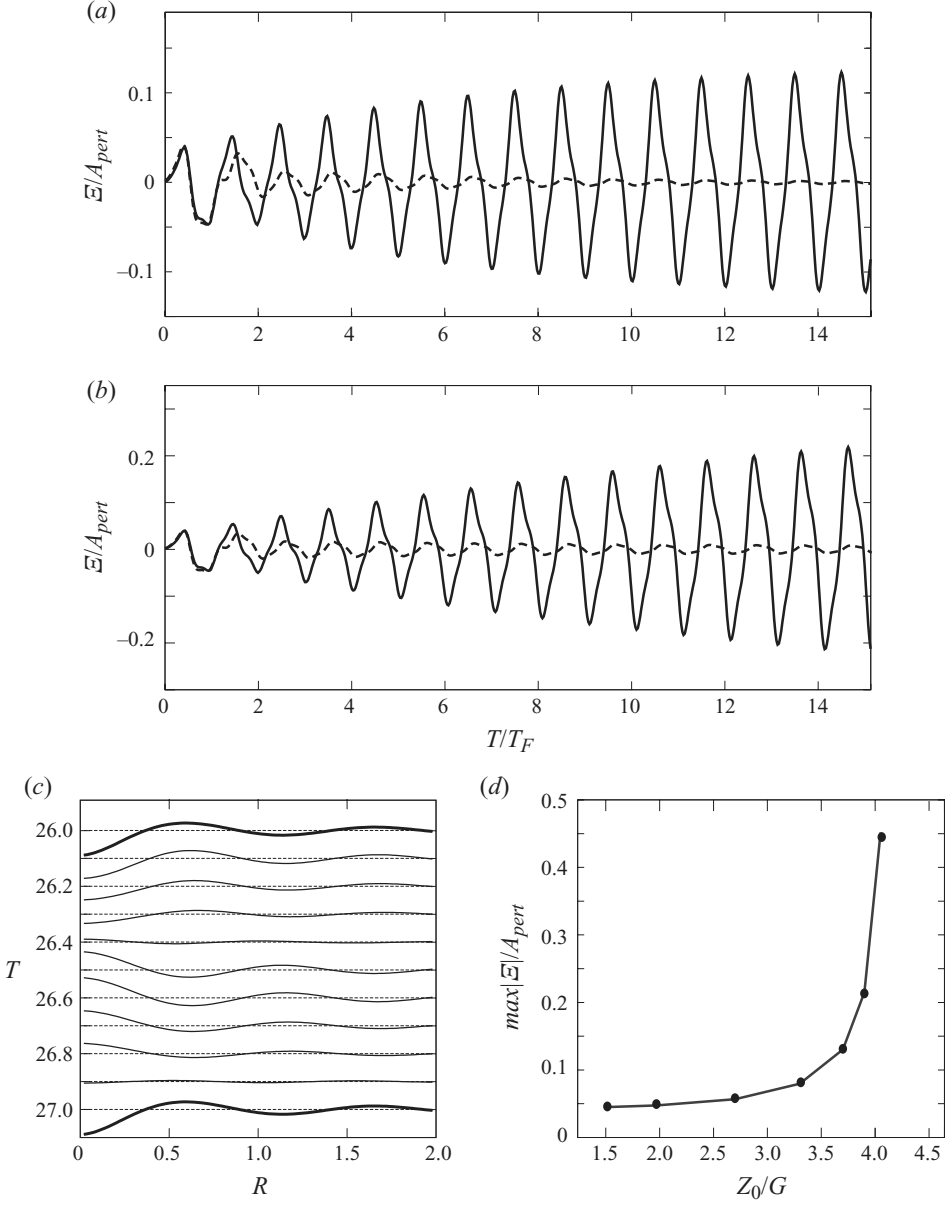 (a)
0.1
0
–0.1
Ξ/A_pert
0 2 4 6 8 10 12 14
(b)
0.2
0
–0.2
Ξ/A_pert
0 2 4 6 8 10 12 14
T/T_F
(c)
26.0
26.2
26.4
26.6
26.8
27.0
T
0 0.5 1.0 1.5 2.0
R
(d)
0.5
0.4
0.3
0.2
0.1
0
max|Ξ|/A_pert
1.5 2.0 2.5 3.0 3.5 4.0 4.5
Z_0/G